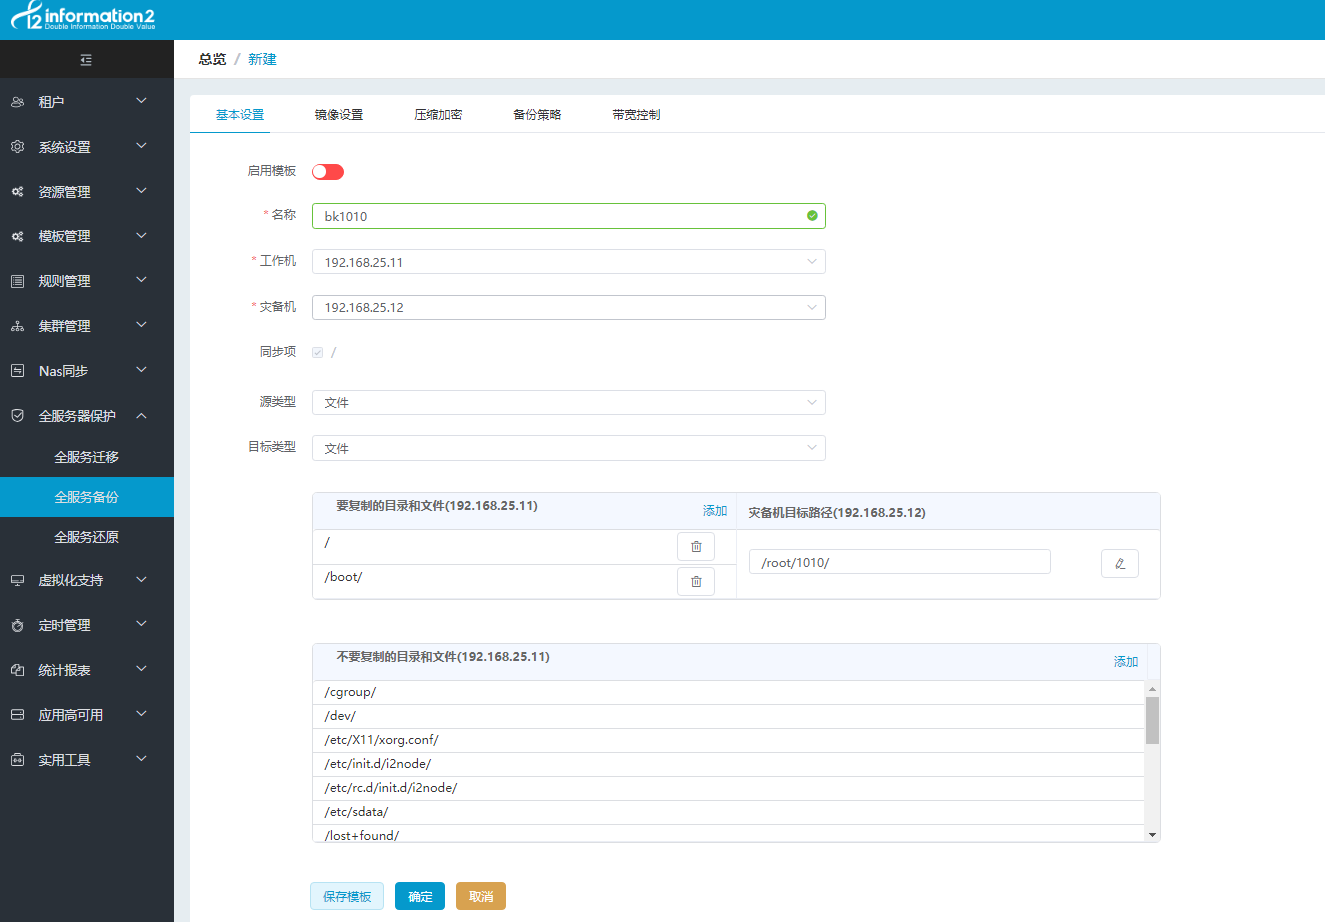 information2
Double Information Double Value
总览 / 新建
租户
系统设置
资源管理
模板管理
规则管理
集群管理
Nas同步
全服务器保护
全服务迁移
全服务备份
全服务还原
虚拟化支持
定时管理
统计报表
应用高可用
实用工具
基本设置 镜像设置 压缩加密 备份策略 带宽控制
启用模板
* 名称 bk1010
* 工作机 192.168.25.11
* 灾备机 192.168.25.12
同步项 /
源类型 文件
目标类型 文件
要复制的目录和文件(192.168.25.11) 添加 灾备机目标路径(192.168.25.12)
/
/boot/
/root/1010/
不要复制的目录和文件(192.168.25.11) 添加
/cgroup/
/dev/
/etc/X11/xorg.conf/
/etc/init.d/i2node/
/etc/rc.d/init.d/i2node/
/etc/sdata/
/lost+found/
保存模板 确定 取消